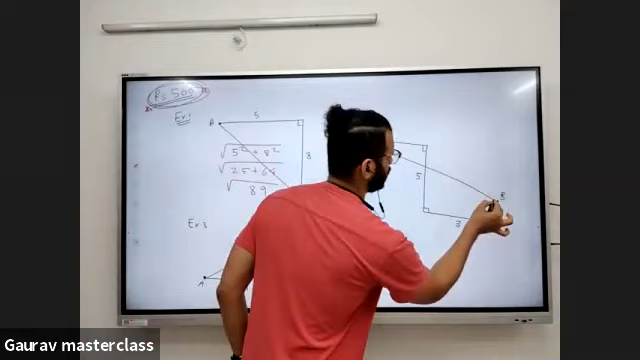 Rs 500
Ex:1
A
5
√5² + 8²
8
√25 + 64
√89
5
B
3
Ex 3
A
Gaurav masterclass